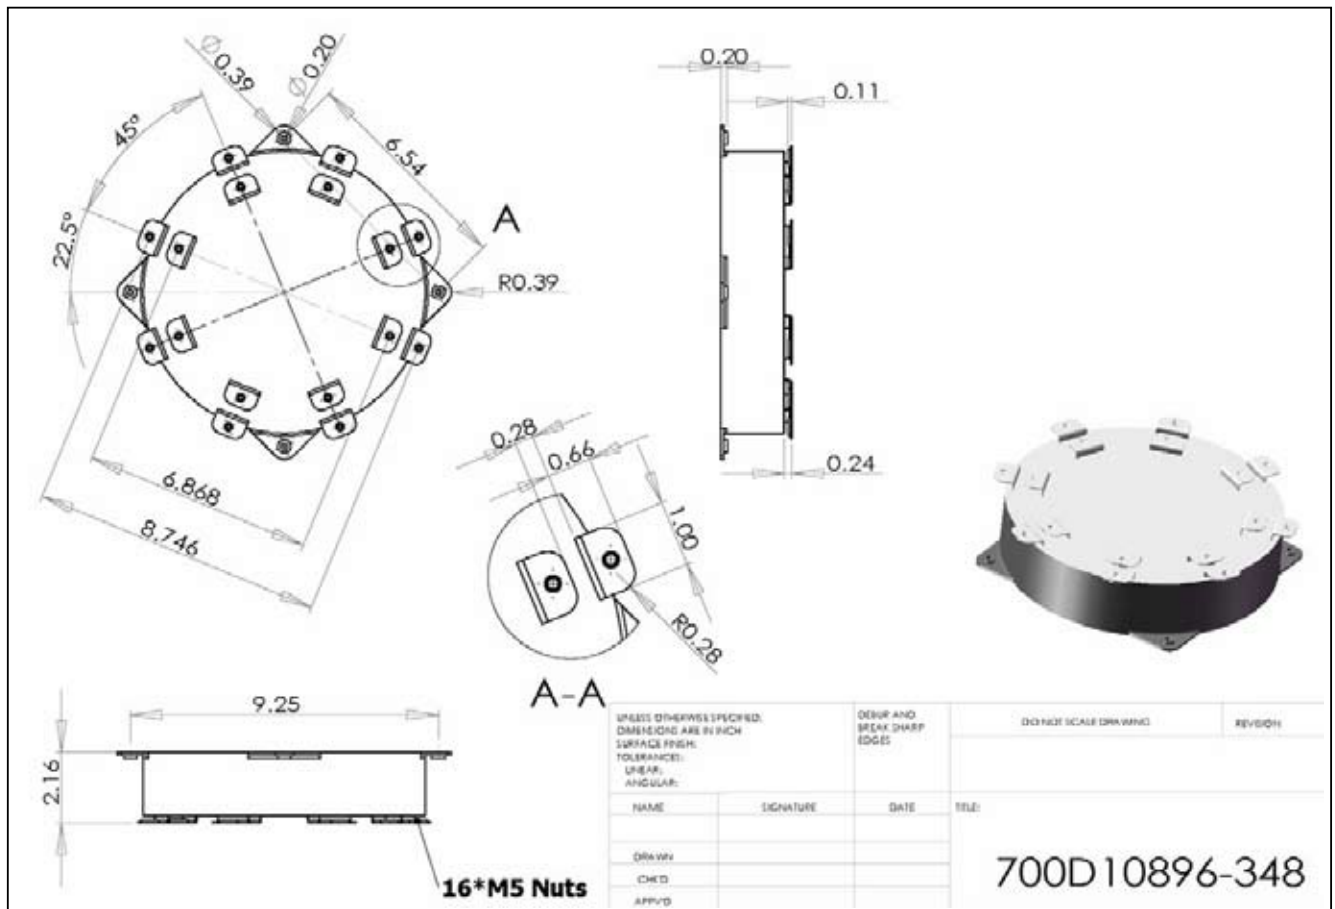 ⌀ 0.39
⌀ 0.20
45°
6.54
22.5°
A
R0.39
6.868
8.746
0.20
0.11
0.24
0.28
0.66
1.00
R0.28
A-A
9.25
2.16
16*M5 Nuts
UNLESS OTHERWISE SPECIFIED:
DIMENSIONS ARE IN INCH
SURFACE FINISH:
TOLERANCES:
LINEAR:
ANGULAR:
DEBUR AND
BREAK SHARP
EDGES
DO NOT SCALE DRAWING
REVISION
NAME
SIGNATURE
DATE
TITLE:
DRAWN
CHK'D
APPV'D
700D10896-348